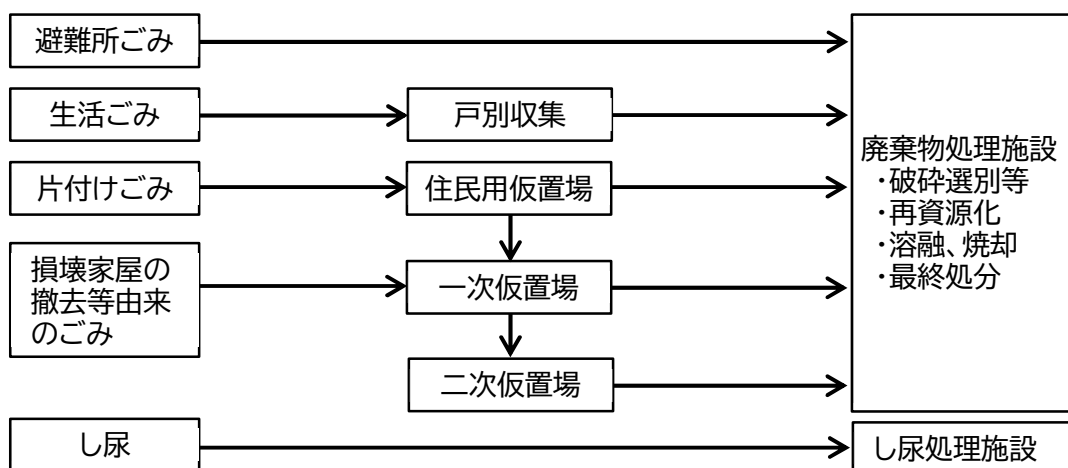 避難所ごみ
生活ごみ
戸別収集
片付けごみ
住民用仮置場
損壊家屋の
撤去等由来
のごみ
一次仮置場
二次仮置場
廃棄物処理施設
・破砕選別等
・再資源化
・溶融、焼却
・最終処分
し尿
し尿処理施設